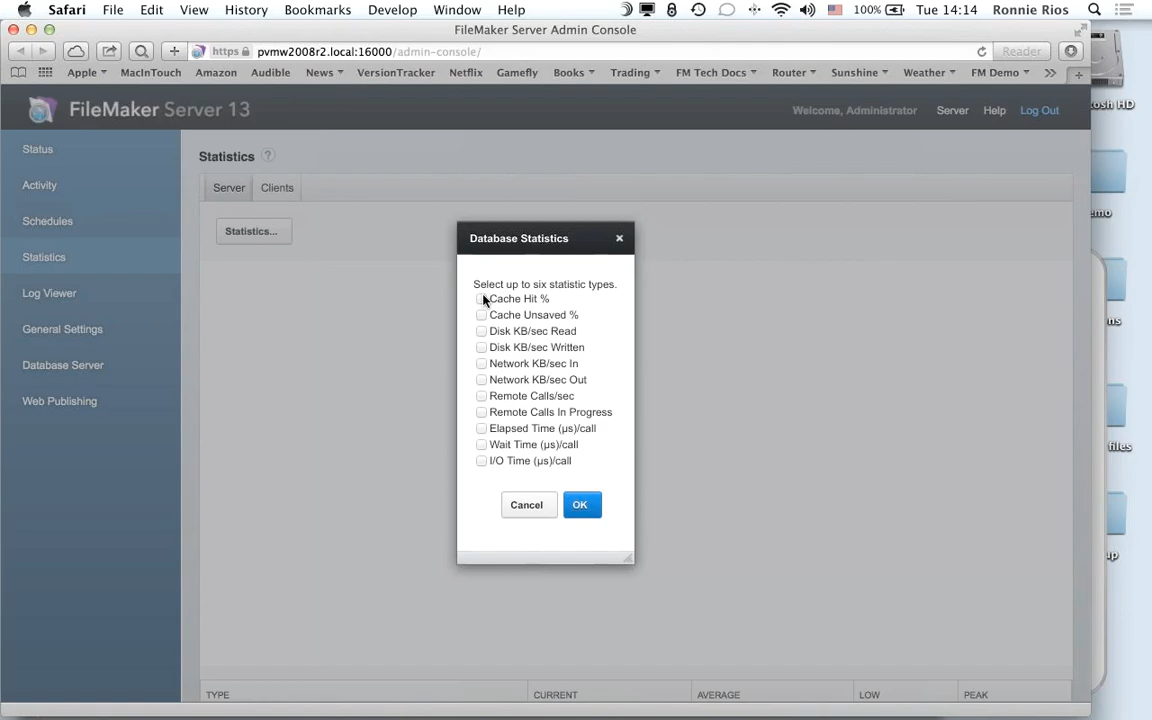 Safari File Edit View History Bookmarks Develop Window Help 100% Tue 14:14 Ronnie Rios
FileMaker Server Admin Console
https pvmw2008r2.local:16000/admin-console/ Reader
Apple MacInTouch Amazon Audible News VersionTracker Netflix Gamefly Books Trading FM Tech Docs Router Sunshine Weather FM Demo
FileMaker Server 13 Welcome, Administrator Server Help Log Out
Status
Activity
Schedules
Statistics
Log Viewer
General Settings
Database Server
Web Publishing
Statistics ?
Server Clients
Statistics...
Database Statistics
Select up to six statistic types.
Cache Hit %
Cache Unsaved %
Disk KB/sec Read
Disk KB/sec Written
Network KB/sec In
Network KB/sec Out
Remote Calls/sec
Remote Calls In Progress
Elapsed Time (µs)/call
Wait Time (µs)/call
I/O Time (µs)/call
Cancel OK
TYPE CURRENT AVERAGE LOW PEAK
HD
files